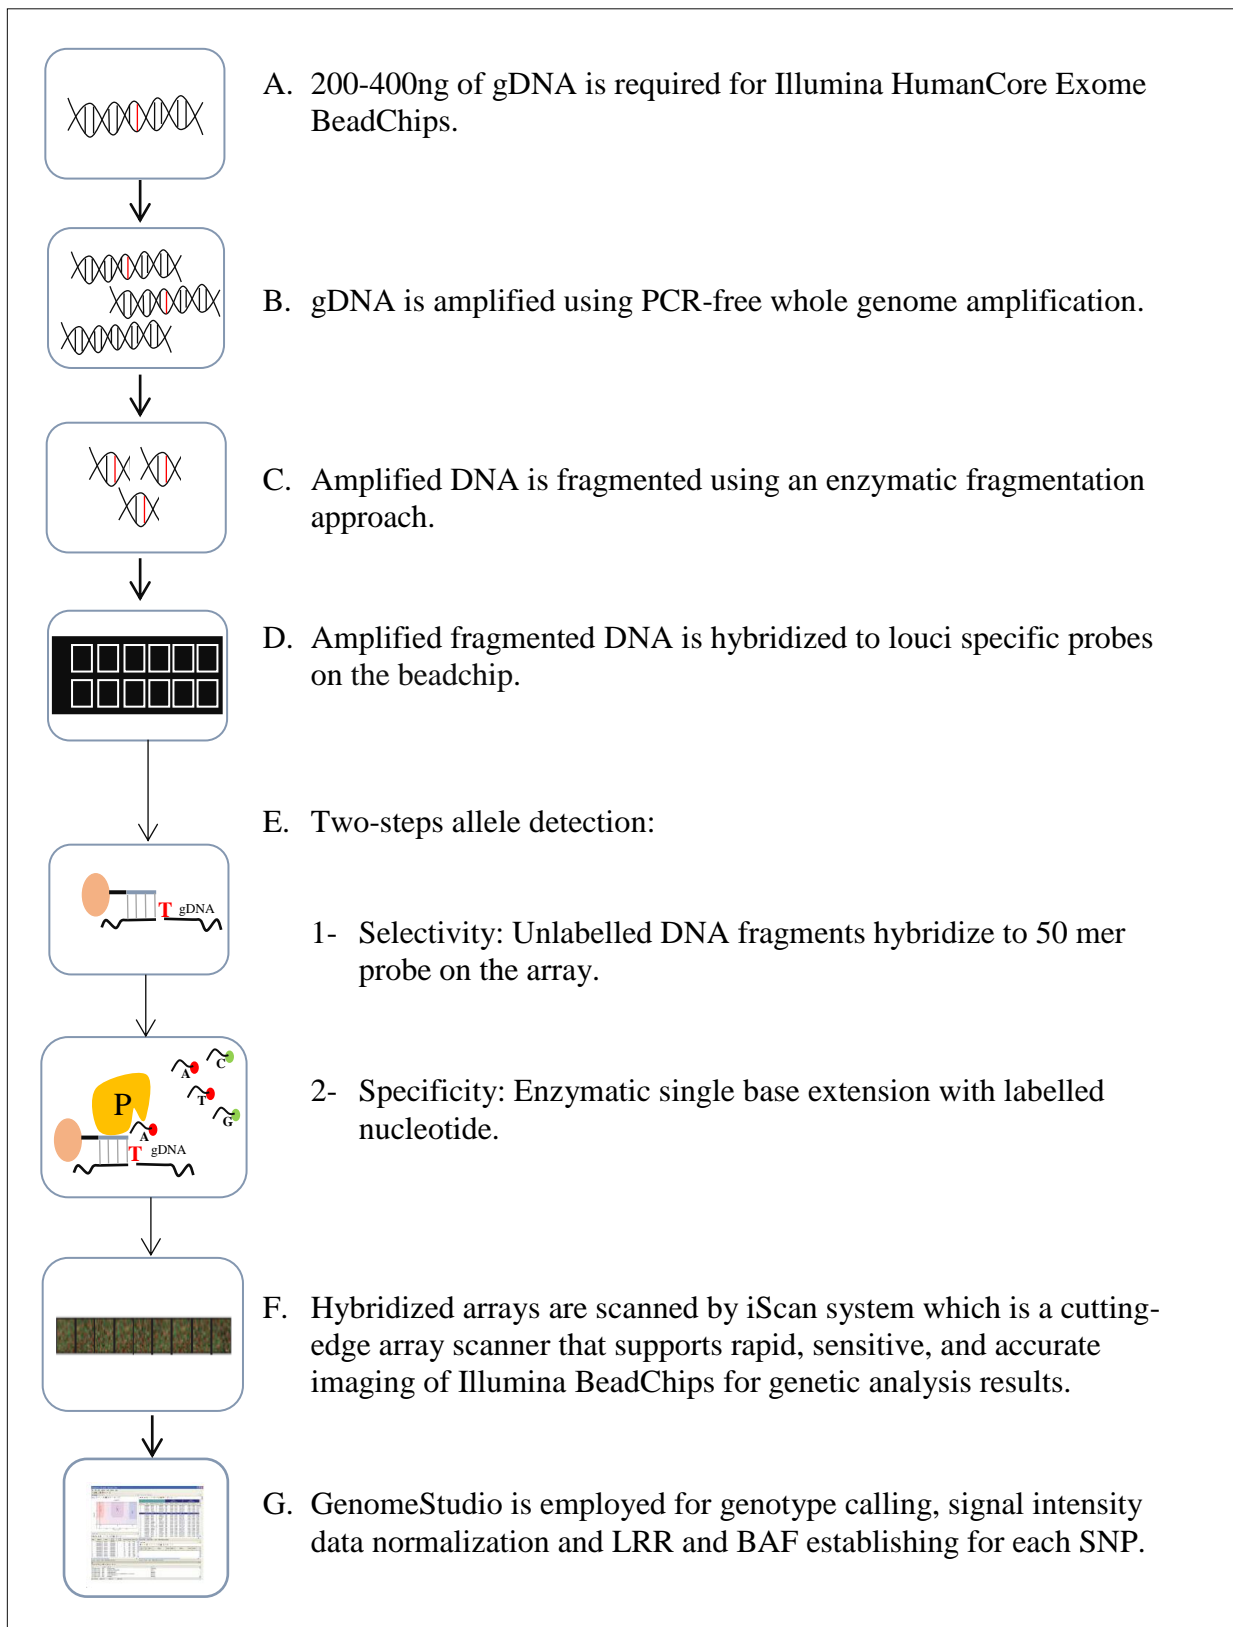 A. 200-400ng of gDNA is required for Illumina HumanCore Exome
BeadChips.
B. gDNA is amplified using PCR-free whole genome amplification.
C. Amplified DNA is fragmented using an enzymatic fragmentation
approach.
D. Amplified fragmented DNA is hybridized to louci specific probes
on the beadchip.
E. Two-steps allele detection:
T gDNA
1- Selectivity: Unlabelled DNA fragments hybridize to 50 mer
probe on the array.
C
A
T
G
P
A
T gDNA
2- Specificity: Enzymatic single base extension with labelled
nucleotide.
F. Hybridized arrays are scanned by iScan system which is a cutting-
edge array scanner that supports rapid, sensitive, and accurate
imaging of Illumina BeadChips for genetic analysis results.
G. GenomeStudio is employed for genotype calling, signal intensity
data normalization and LRR and BAF establishing for each SNP.